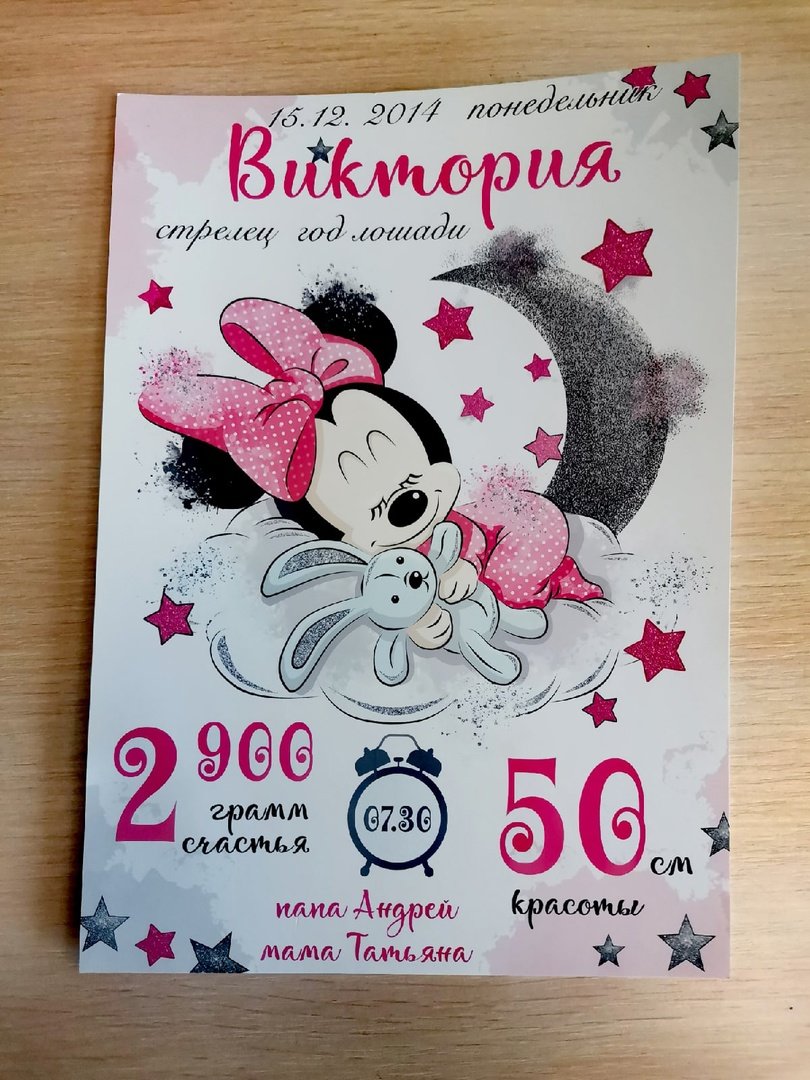 15.12. 2014 понедельник
Виктория
стрелец год лошади
2 900
грамм
счастья
07.30
50 см
красоты
папа Андрей
мама Татьяна